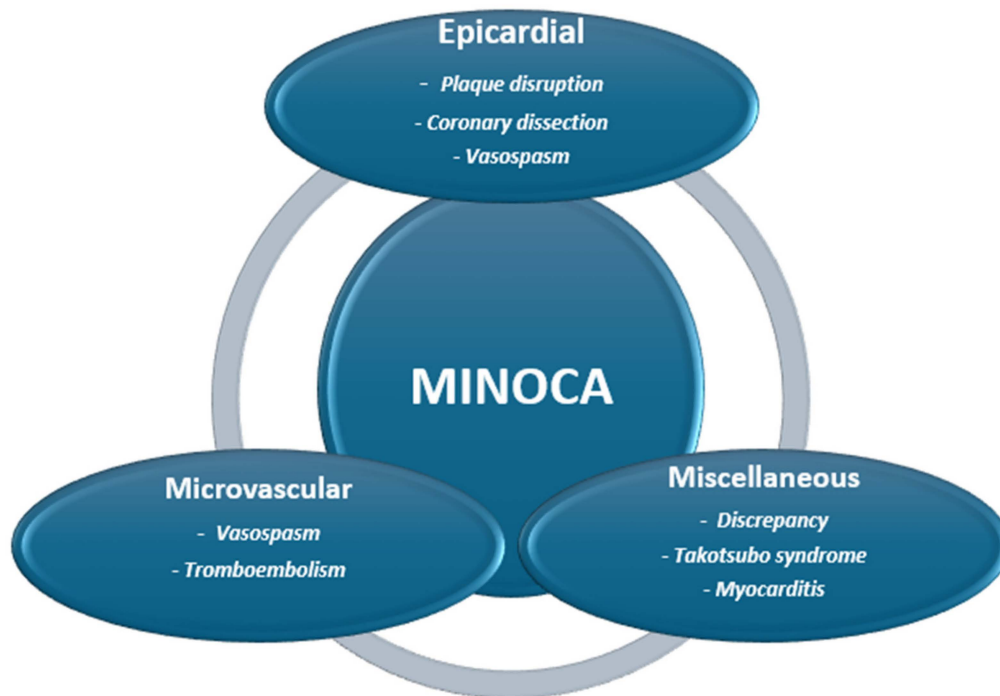 Epicardial
- Plaque disruption
- Coronary dissection
- Vasospasm
MINOCA
Microvascular
- Vasospasm
- Tromboembolism
Miscellaneous
- Discrepancy
- Takotsubo syndrome
- Myocarditis